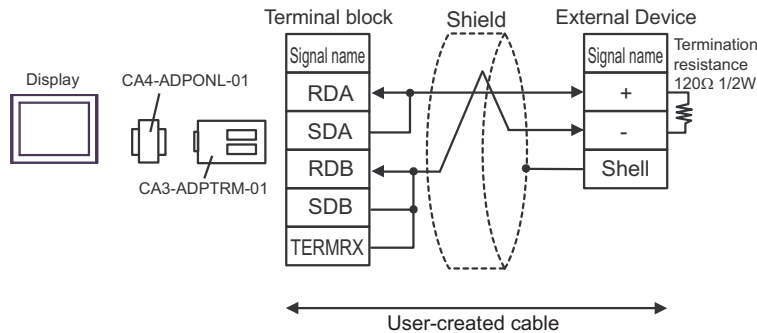 Terminal block
Shield
External Device
Signal name
Signal name
Termination
resistance
120Ω 1/2W
Display
CA4-ADPONL-01
RDA
+
SDA
-
RDB
Shell
CA3-ADPTRM-01
SDB
TERMRX
User-created cable